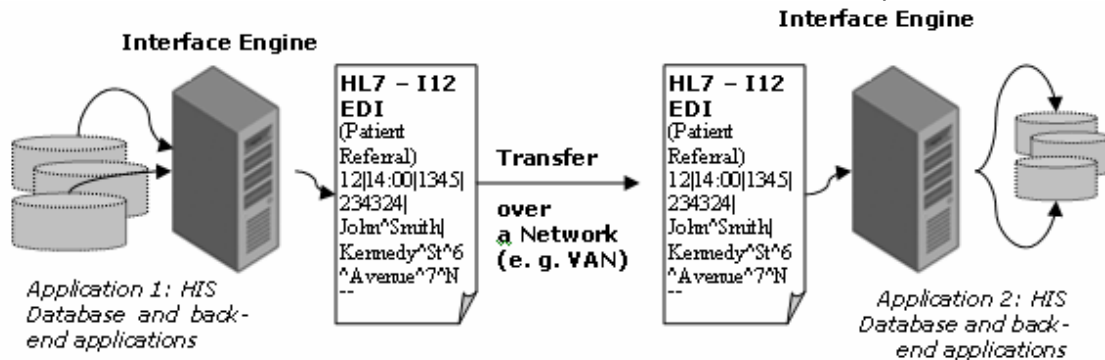 Interface Engine
HL7 – I12
EDI
(Patient
Referral)
12|14:00|1345|
234324|
John^Smith|
Kennedy^St^6
^Avenue^7^N
--
Application 1: HIS
Database and back-
end applications
Transfer
over
a Network
(e. g. VAN)
Interface Engine
HL7 – I12
EDI
(Patient
Referral)
12|14:00|1345|
234324|
John^Smith|
Kennedy^St^6
^Avenue^7^N
--
Application 2: HIS
Database and back-
end applications